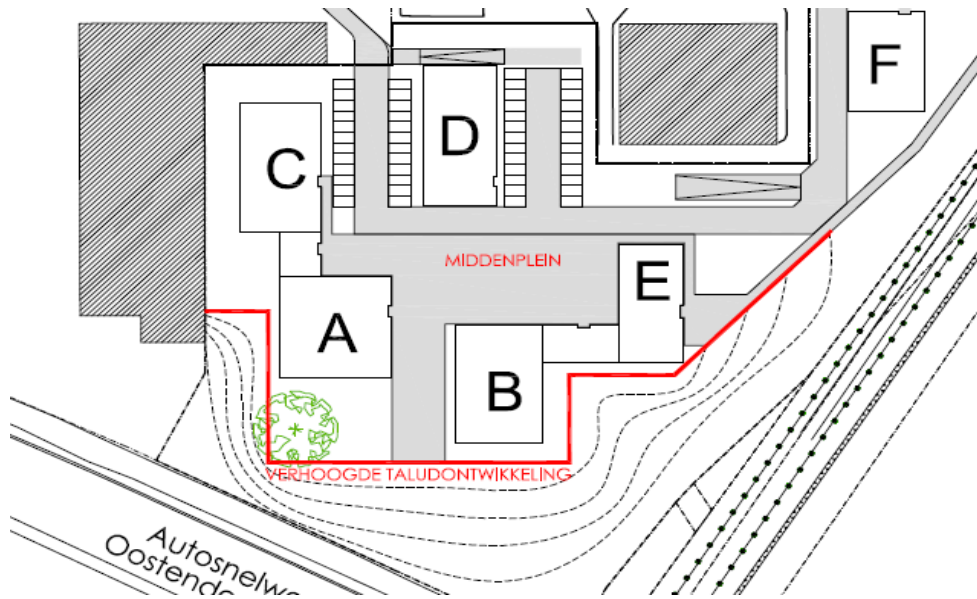 F
D
C
MIDDENPLEIN
E
A
B
VERHOOGDE TALUDONTWIKKELING
Autosnelw
Oostend